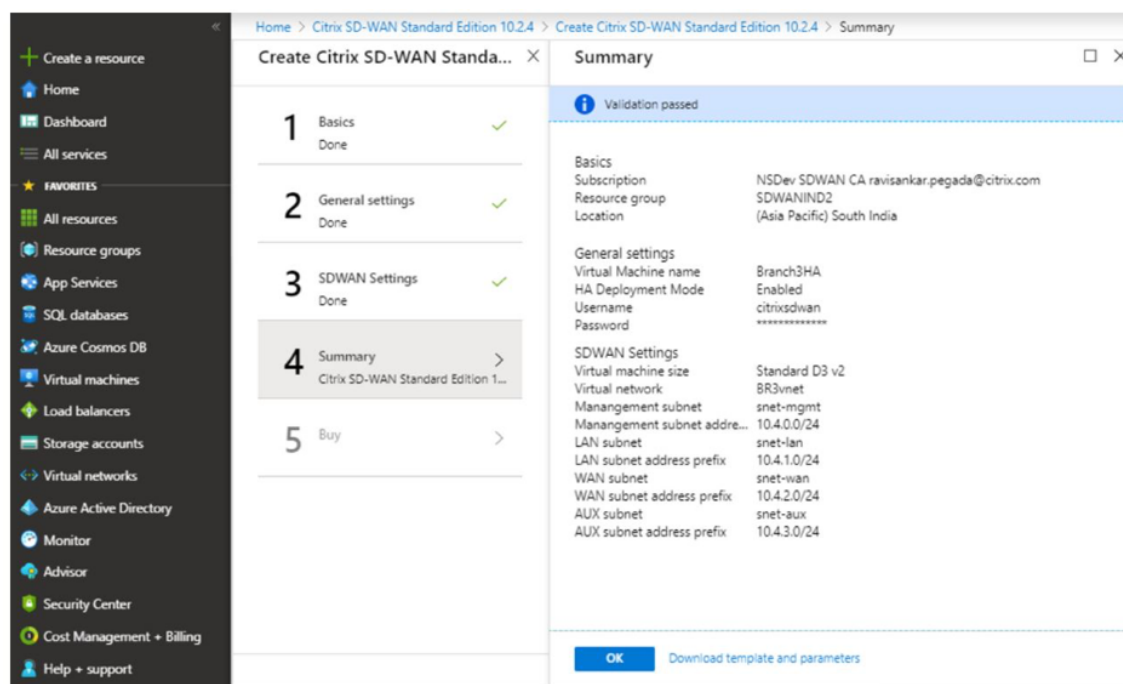 «
Home > Citrix SD-WAN Standard Edition 10.2.4 > Create Citrix SD-WAN Standard Edition 10.2.4 > Summary
Create a resource
Home
Dashboard
All services
FAVORITES
All resources
Resource groups
App Services
SQL databases
Azure Cosmos DB
Virtual machines
Load balancers
Storage accounts
Virtual networks
Azure Active Directory
Monitor
Advisor
Security Center
Cost Management + Billing
Help + support
Create Citrix SD-WAN Standa...
1 Basics
Done
2 General settings
Done
3 SDWAN Settings
Done
4 Summary
Citrix SD-WAN Standard Edition 1...
5 Buy
Summary
Validation passed
Basics
Subscription NSDev SDWAN CA ravisankar.pegada@citrix.com
Resource group SDWANIND2
Location (Asia Pacific) South India
General settings
Virtual Machine name Branch3HA
HA Deployment Mode Enabled
Username citrixsdwan
Password *************
SDWAN Settings
Virtual machine size Standard D3 v2
Virtual network BR3vnet
Manangement subnet snet-mgmt
Manangement subnet addre... 10.4.0.0/24
LAN subnet snet-lan
LAN subnet address prefix 10.4.1.0/24
WAN subnet snet-wan
WAN subnet address prefix 10.4.2.0/24
AUX subnet snet-aux
AUX subnet address prefix 10.4.3.0/24
OK Download template and parameters